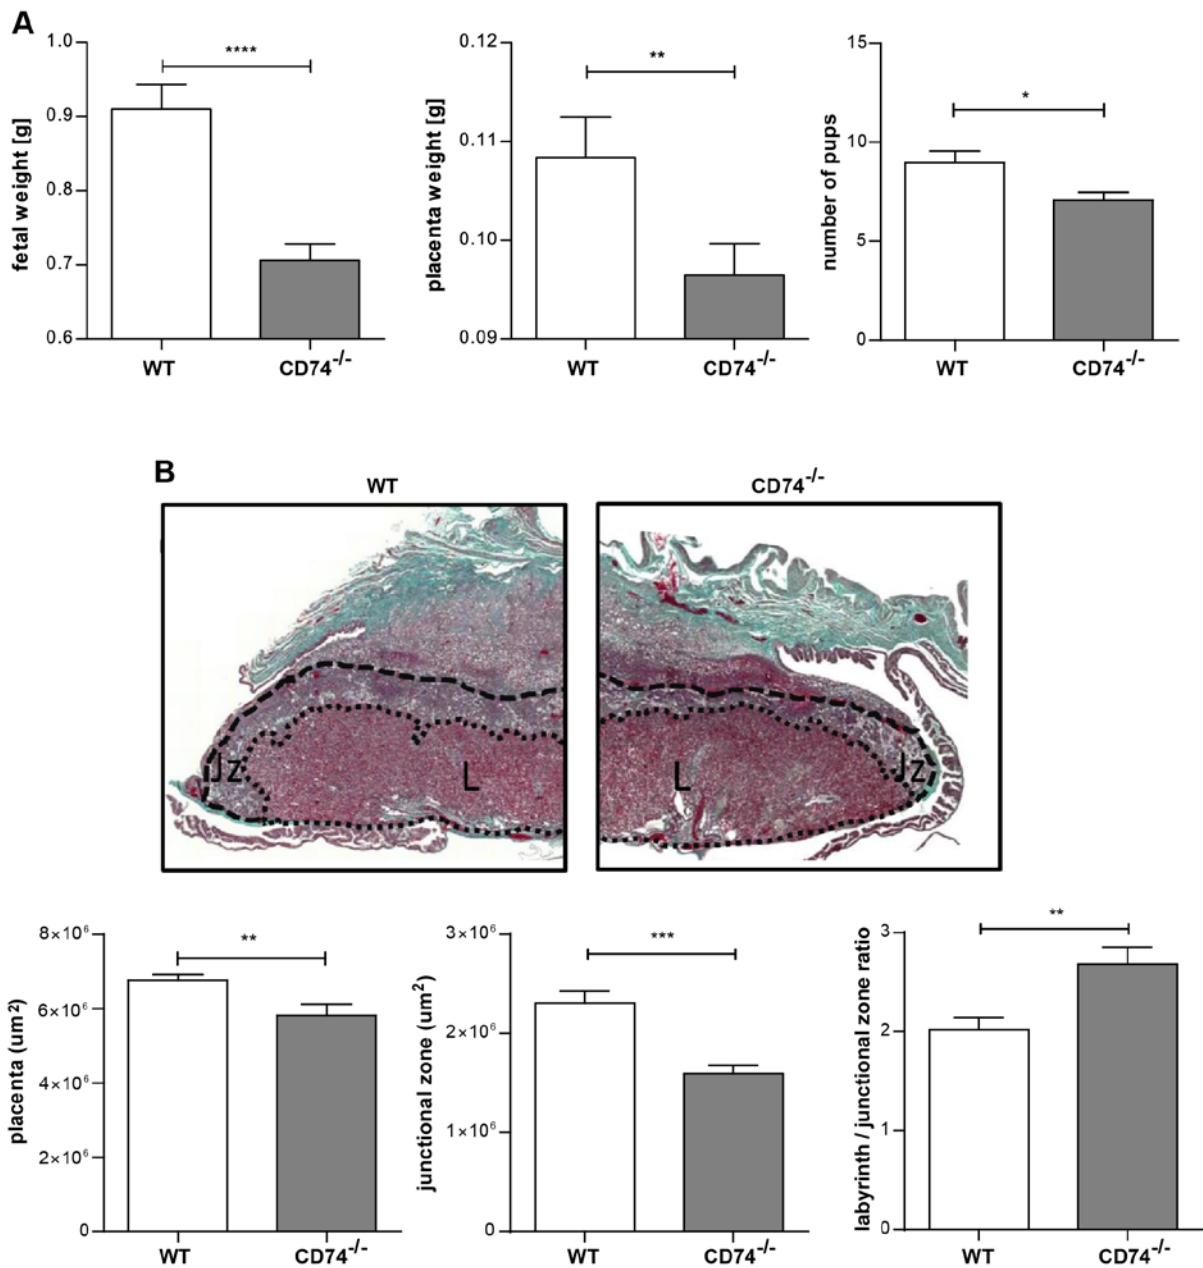 A
fetal weight [g]
1.0
0.9
0.8
0.7
0.6
****
WT
CD74-/-
placenta weight [g]
0.12
0.11
0.10
0.09
**
WT
CD74-/-
number of pups
15
10
5
0
*
WT
CD74-/-
B
WT
CD74-/-
Jz
L
L
Jz
placenta (um²)
8×10⁶
6×10⁶
4×10⁶
2×10⁶
0
**
WT
CD74-/-
junctional zone (um²)
3×10⁶
2×10⁶
1×10⁶
0
***
WT
CD74-/-
labyrinth / junctional zone ratio
3
2
1
0
**
WT
CD74-/-